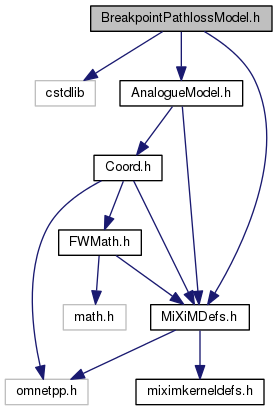 BreakpointPathlossModel.h
cstdlib
AnalogueModel.h
Coord.h
FWMath.h
math.h
MiXiMDefs.h
omnetpp.h
miximkerneldefs.h